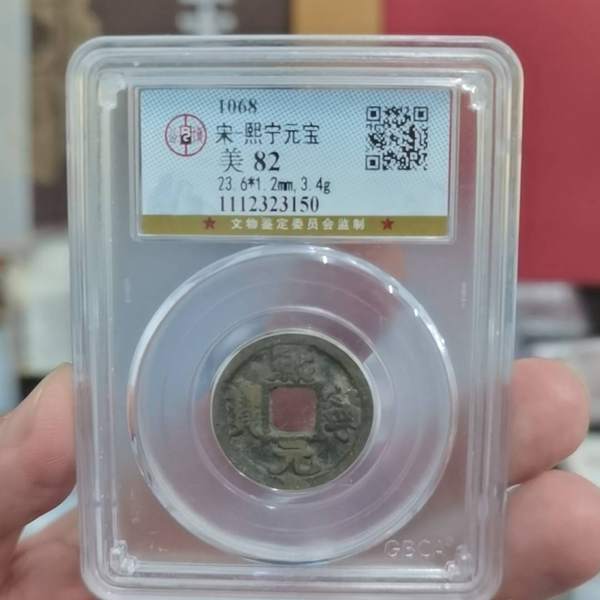 1068
宋-熙宁元宝
美 82
23.6*1.2mm,3.4g
1112323150
★ 文物鉴定委员会监制 ★
熙
寧
元
寳
GBCA